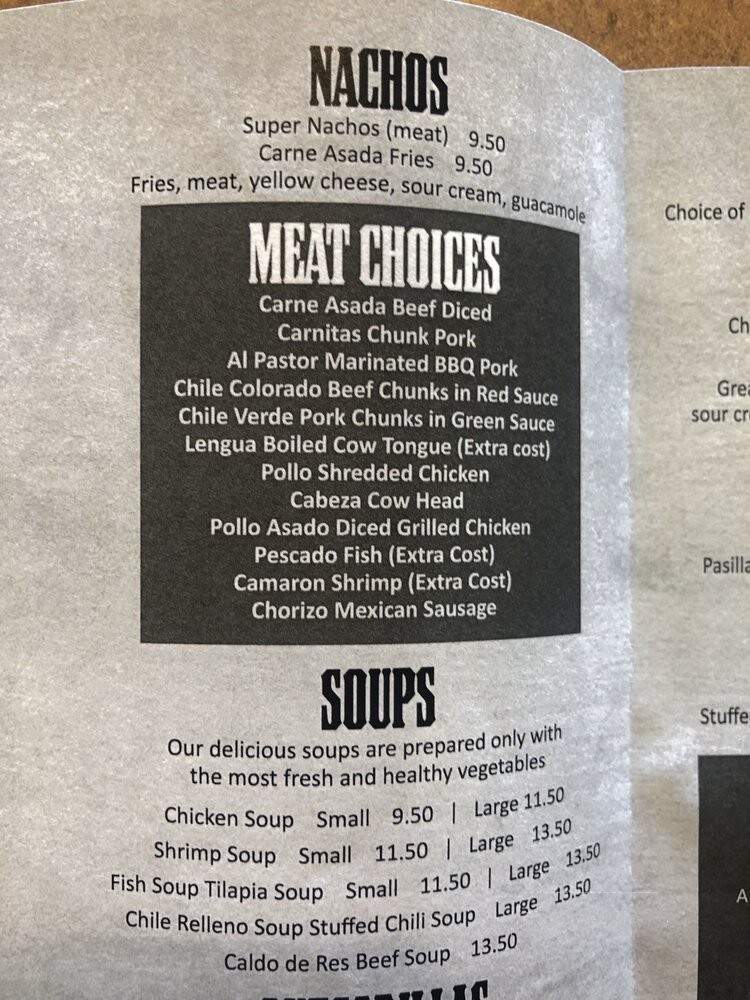 NACHOS
Super Nachos (meat) 9.50
Carne Asada Fries 9.50
Fries, meat, yellow cheese, sour cream, guacamole
MEAT CHOICES
Carne Asada Beef Diced
Carnitas Chunk Pork
Al Pastor Marinated BBQ Pork
Chile Colorado Beef Chunks in Red Sauce
Chile Verde Pork Chunks in Green Sauce
Lengua Boiled Cow Tongue (Extra cost)
Pollo Shredded Chicken
Cabeza Cow Head
Pollo Asado Diced Grilled Chicken
Pescado Fish (Extra Cost)
Camaron Shrimp (Extra Cost)
Chorizo Mexican Sausage
SOUPS
Our delicious soups are prepared only with
the most fresh and healthy vegetables
Chicken Soup Small 9.50 | Large 11.50
Shrimp Soup Small 11.50 | Large 13.50
Fish Soup Tilapia Soup Small 11.50 | Large 13.50
Chile Relleno Soup Stuffed Chili Soup Large 13.50
Caldo de Res Beef Soup 13.50
Choice of
Ch
Grea
sour cr
Pasilla
Stuffe
A